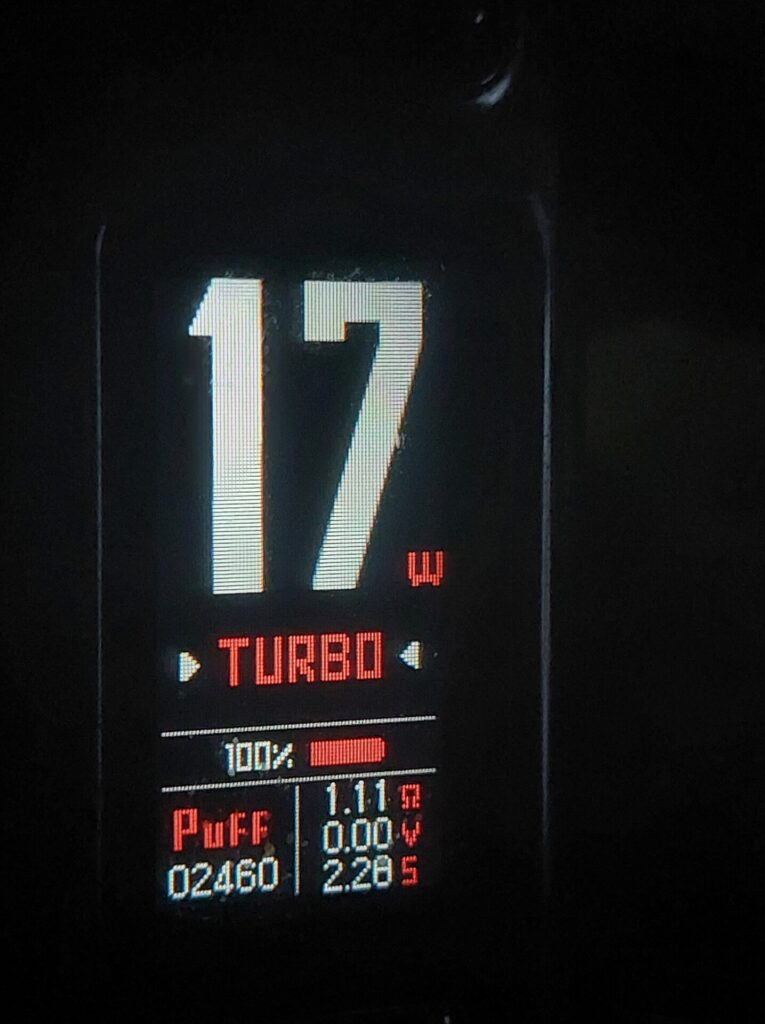 17 W
TURBO
100%
Puff
02460
1.11 Ω
0.00 V
2.28 S